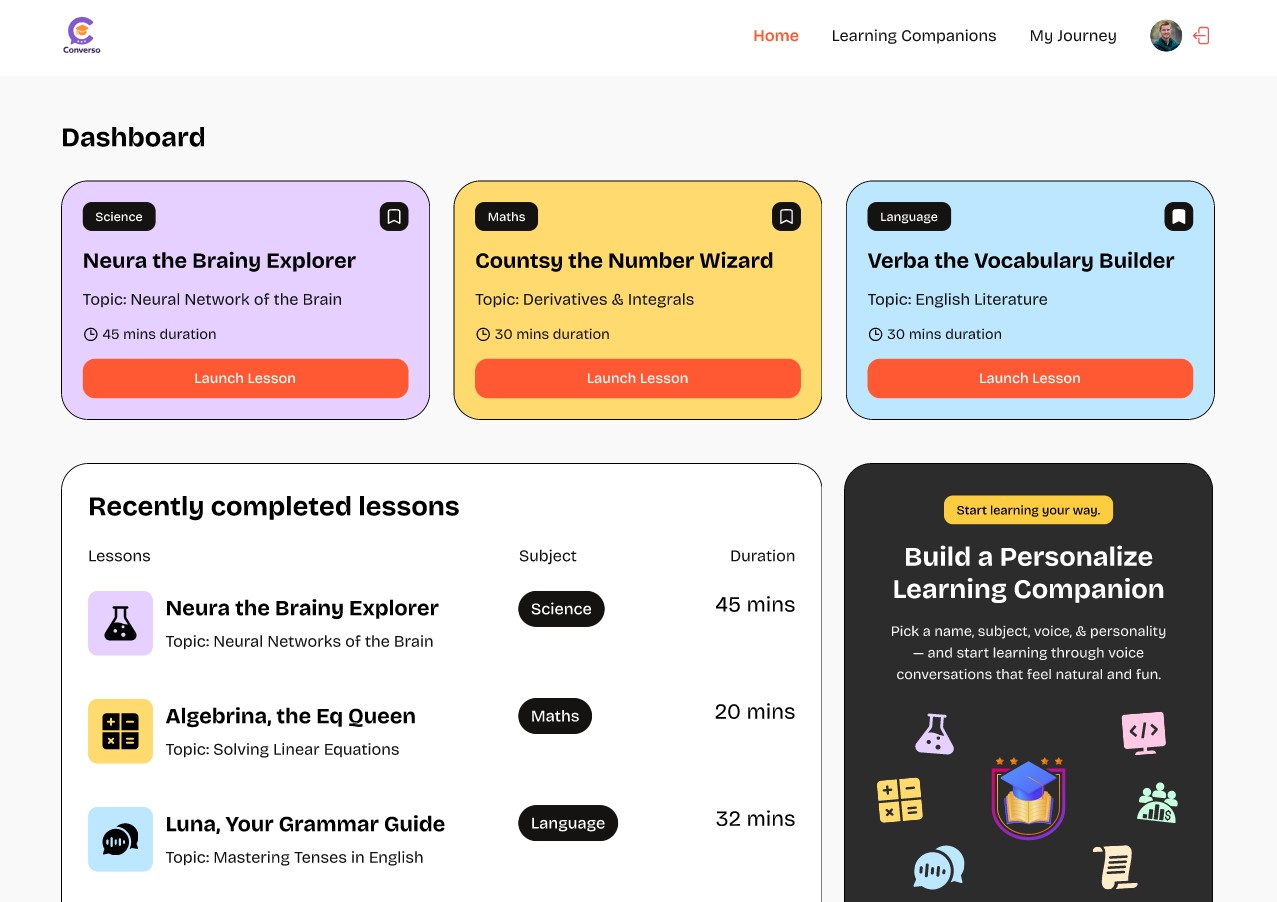 Converso
Home
Learning Companions
My Journey
Dashboard
Science
Neura the Brainy Explorer
Topic: Neural Network of the Brain
45 mins duration
Launch Lesson
Maths
Countsy the Number Wizard
Topic: Derivatives & Integrals
30 mins duration
Launch Lesson
Language
Verba the Vocabulary Builder
Topic: English Literature
30 mins duration
Launch Lesson
Recently completed lessons
Lessons
Subject
Duration
Neura the Brainy Explorer
Topic: Neural Networks of the Brain
Science
45 mins
Algebrina, the Eq Queen
Topic: Solving Linear Equations
Maths
20 mins
Luna, Your Grammar Guide
Topic: Mastering Tenses in English
Language
32 mins
Start learning your way.
Build a Personalize
Learning Companion
Pick a name, subject, voice, & personality
— and start learning through voice
conversations that feel natural and fun.